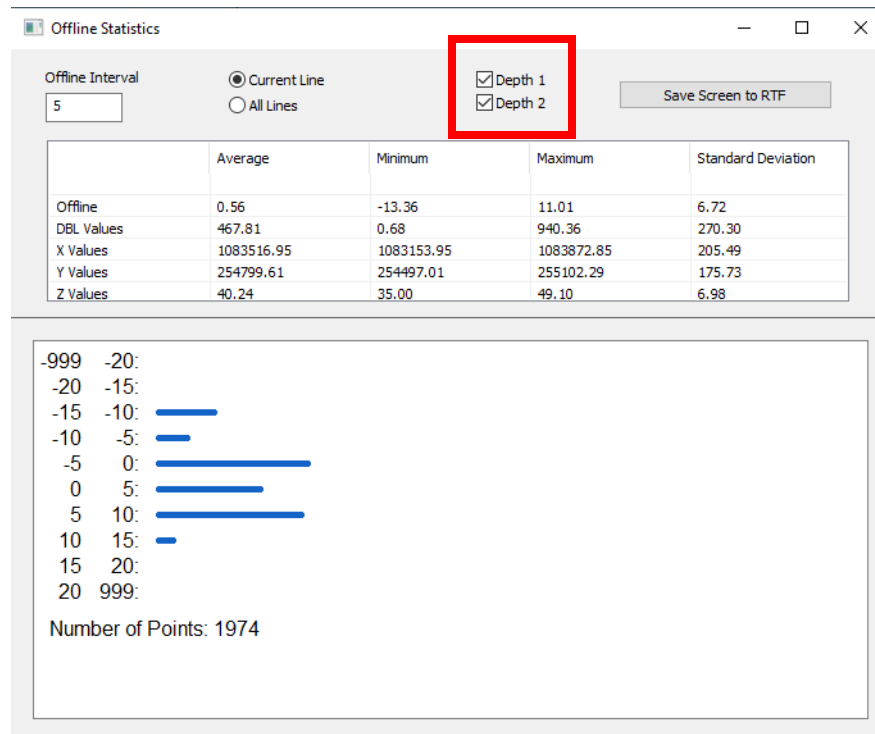 Offline Statistics
Offline Interval
5
Current Line
All Lines
Depth 1
Depth 2
Save Screen to RTF
Average Minimum Maximum Standard Deviation
Offline 0.56 -13.36 11.01 6.72
DBL Values 467.81 0.68 940.36 270.30
X Values 1083516.95 1083153.95 1083872.85 205.49
Y Values 254799.61 254497.01 255102.29 175.73
Z Values 40.24 35.00 49.10 6.98
-999 -20:
-20 -15:
-15 -10:
-10 -5:
-5 0:
0 5:
5 10:
10 15:
15 20:
20 999:
Number of Points: 1974